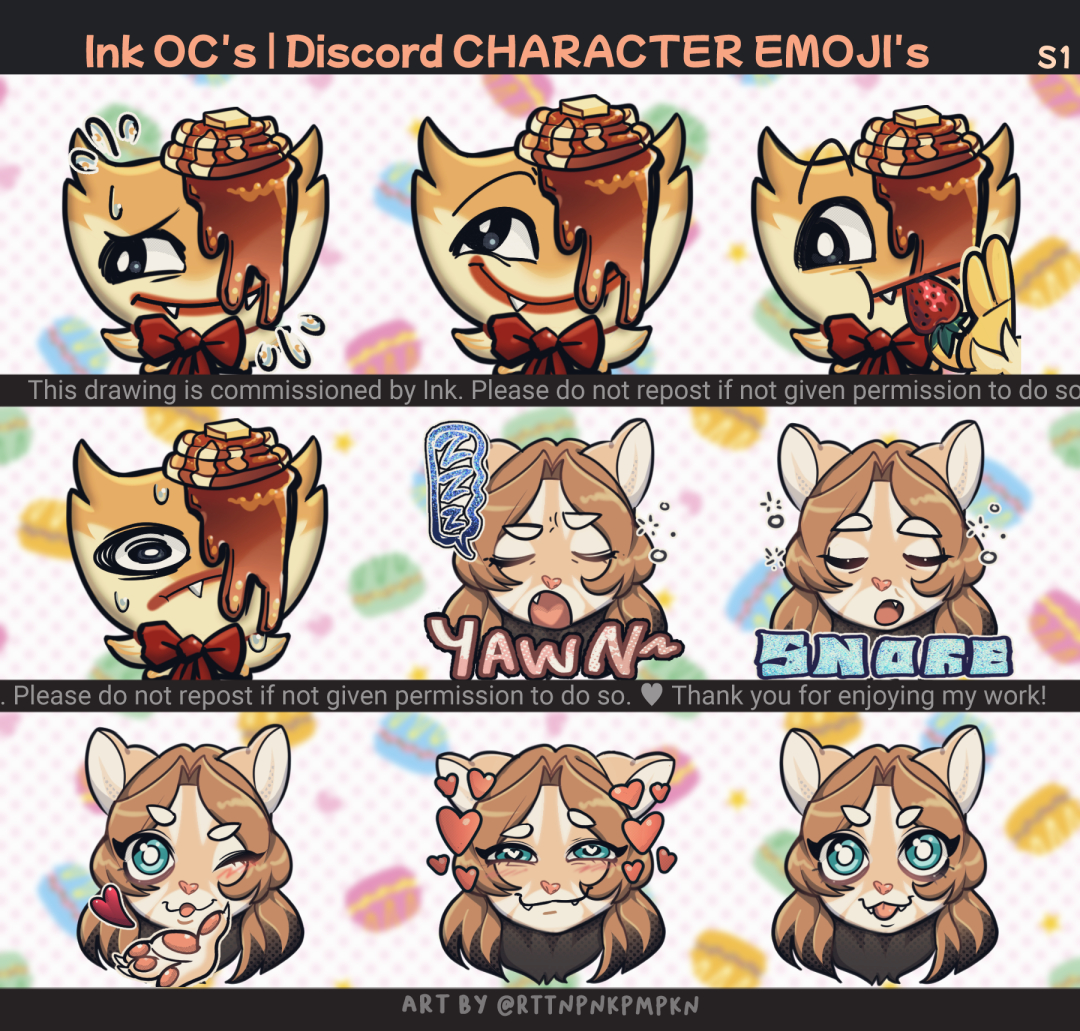 Ink OC's | Discord CHARACTER EMOJI's
S1
This drawing is commissioned by Ink. Please do not repost if not given permission to do so
ZZZz
YAWN~
SNORE
. Please do not repost if not given permission to do so. ♥ Thank you for enjoying my work!
ART BY @RTTNPNKPMPKN